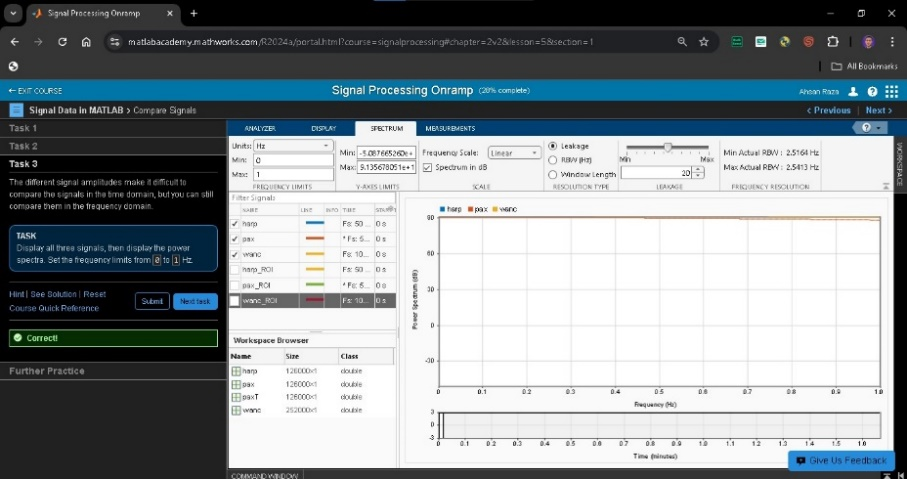 Signal Processing Onramp
matlabacademy.mathworks.com/R2024a/portal.html?course=signalprocessing#chapter=2v2&lesson=5&section=1
All Bookmarks
← EXIT COURSE
Signal Processing Onramp (28% complete)
Ahsan Raza
Signal Data in MATLAB > Compare Signals
< Previous | Next >
Task 1
Task 2
Task 3
The different signal amplitudes make it difficult to
compare the signals in the time domain, but you can still
compare them in the frequency domain.
TASK
Display all three signals, then display the power
spectra. Set the frequency limits from 0 to 1 Hz.
Hint | See Solution | Reset
Course Quick Reference
Submit
Next task
Correct!
Further Practice
ANALYZER DISPLAY SPECTRUM MEASUREMENTS
Units: Hz
Min: 0
Max: 1
FREQUENCY LIMITS
Min: -5.087665260e+
Max: 9.135678051e+1
Y-AXES LIMITS
Frequency Scale: Linear
Spectrum in dB
SCALE
Leakage
RBW (Hz)
Window Length
RESOLUTION TYPE
Min Max
20
LEAKAGE
Min Actual RBW : 2.5164 Hz
Max Actual RBW : 2.5413 Hz
FREQUENCY RESOLUTION
WORKSPACE
Filter Signals
NAME LINE INFO TIME START
harp Fs: 50 ... 0 s
pax * Fs: 5... 0 s
wanc Fs: 10... 0 s
harp_ROI Fs: 50 ... 0 s
pax_ROI * Fs: 5... 0 s
wanc_ROI Fs: 10... 0 s
Workspace Browser
Name Size Class
harp 126000×1 double
pax 126000×1 double
paxT 126000×1 double
wanc 252000×1 double
harp pax wanc
Power Spectrum (dB)
90
60
30
0
-30
0 0.1 0.2 0.3 0.4 0.5 0.6 0.7 0.8 0.9 1.0
Frequency (Hz)
3
0
-3
0 0.1 0.2 0.3 0.4 0.5 0.6 0.7 0.8 0.9 1.0 1.1 1.2 1.3 1.4 1.5 1.6
Time (minutes)
Give Us Feedback
COMMAND WINDOW